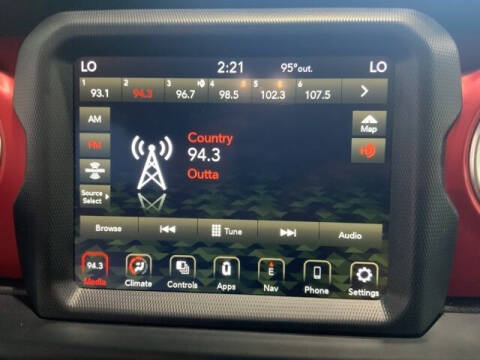 LO 2:21 95°out. LO
1 2 3 4 5 6
93.1 94.3 96.7 98.5 102.3 107.5
AM
Map
FM
Country
94.3
Outta
Source
Select
Browse Tune Audio
94.3 E
Media Climate Controls Apps Nav Phone Settings